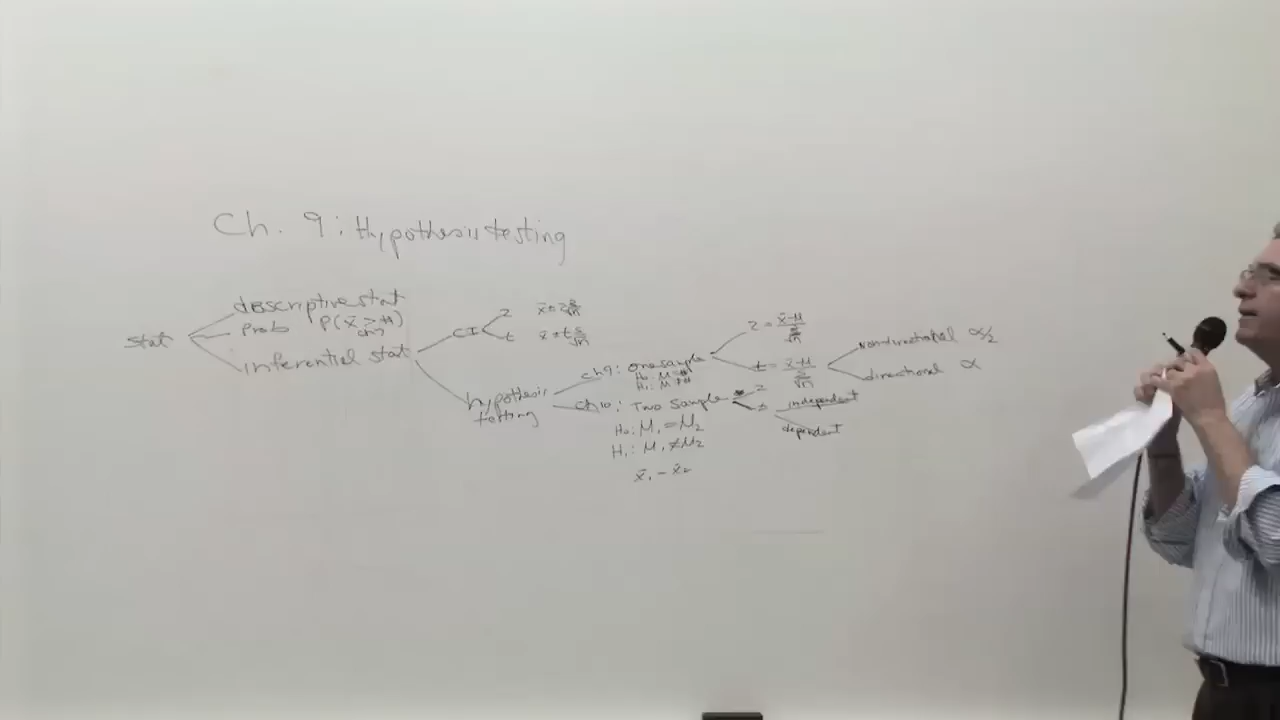 Ch. 9: Hypothesis testing
stat
descriptive stat
Prob P(x̄ > #)
ch7
inferential stat
CI
z x̄±z s/√n
t x̄±t s/√n
hypothesis
testing
ch9: one sample
H₀: μ = #
H₁: μ ≠ #
z = x̄-μ / s/√n
t = x̄-μ / s/√n
nondirectional α/2
directional α
ch10: Two sample
H₀: μ₁ = μ₂
H₁: μ₁ ≠ μ₂
x̄₁ - x̄₂
z
t
independent
dependent